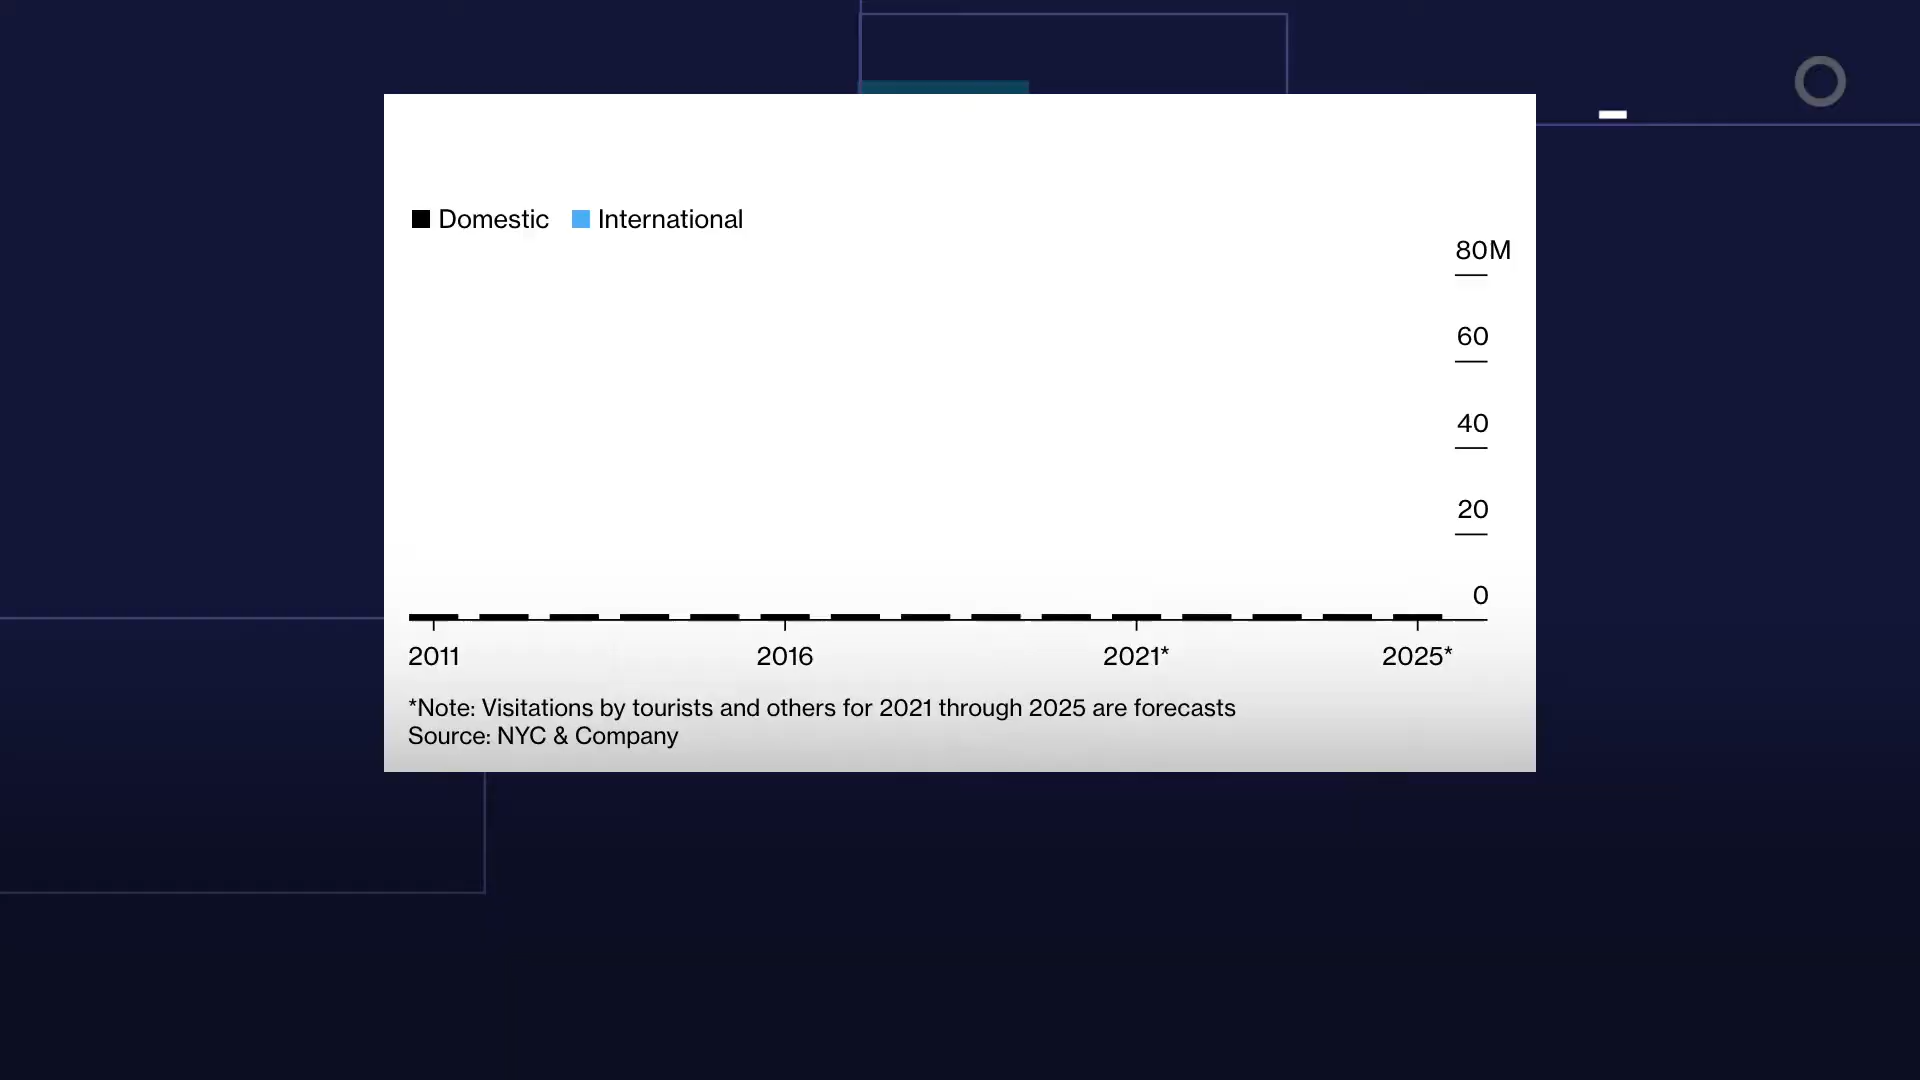 Domestic International
80M
60
40
20
0
2011 2016 2021* 2025*
*Note: Visitations by tourists and others for 2021 through 2025 are forecasts
Source: NYC & Company